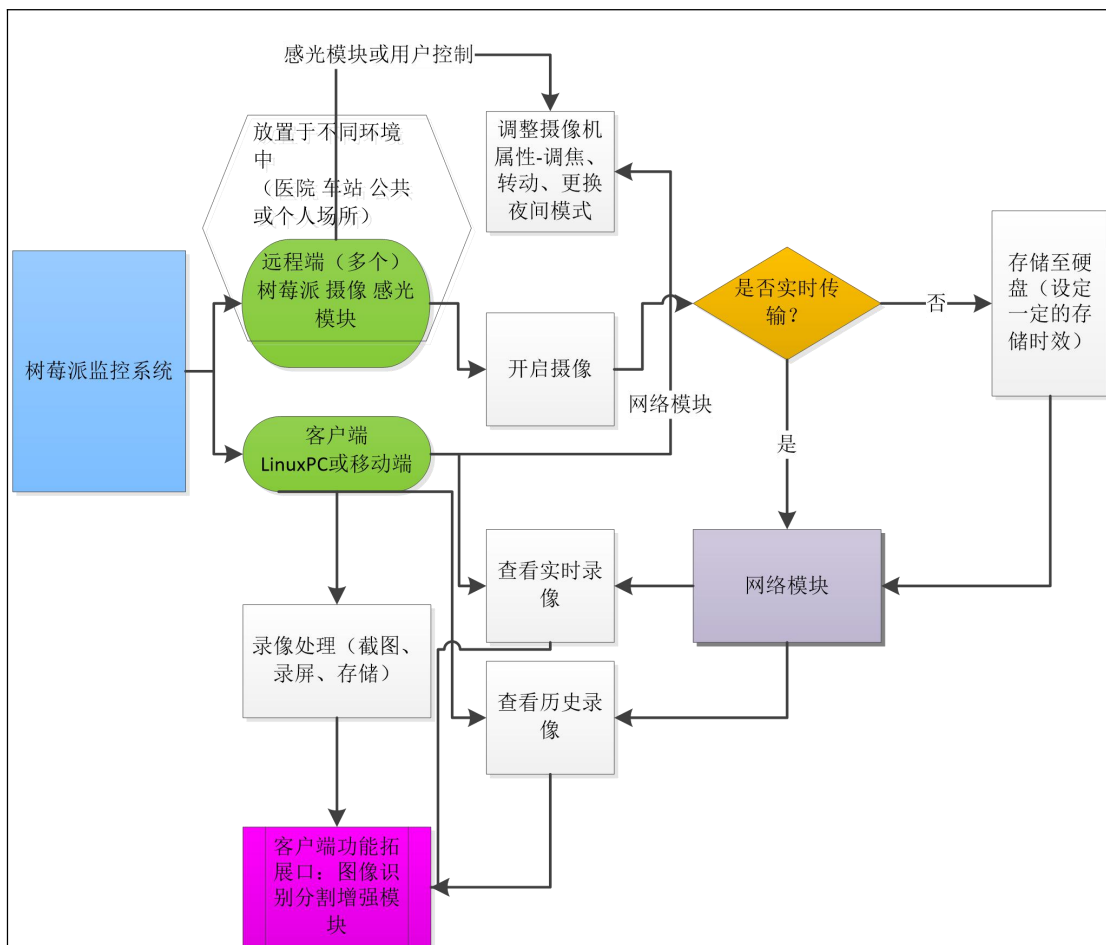 感光模块或用户控制
放置于不同环境
中
（医院 车站 公共
或个人场所）
调整摄像机
属性-调焦、
转动、更换
夜间模式
远程端（多个）
树莓派 摄像 感光
模块
存储至硬
盘（设定
一定的存
储时效）
是否实时传
输？
否
树莓派监控系统
开启摄像
网络模块
客户端
LinuxPC或移动端
是
查看实时录
像
网络模块
录像处理（截图、
录屏、存储）
查看历史录
像
客户端功能拓
展口：图像识
别分割增强模
块